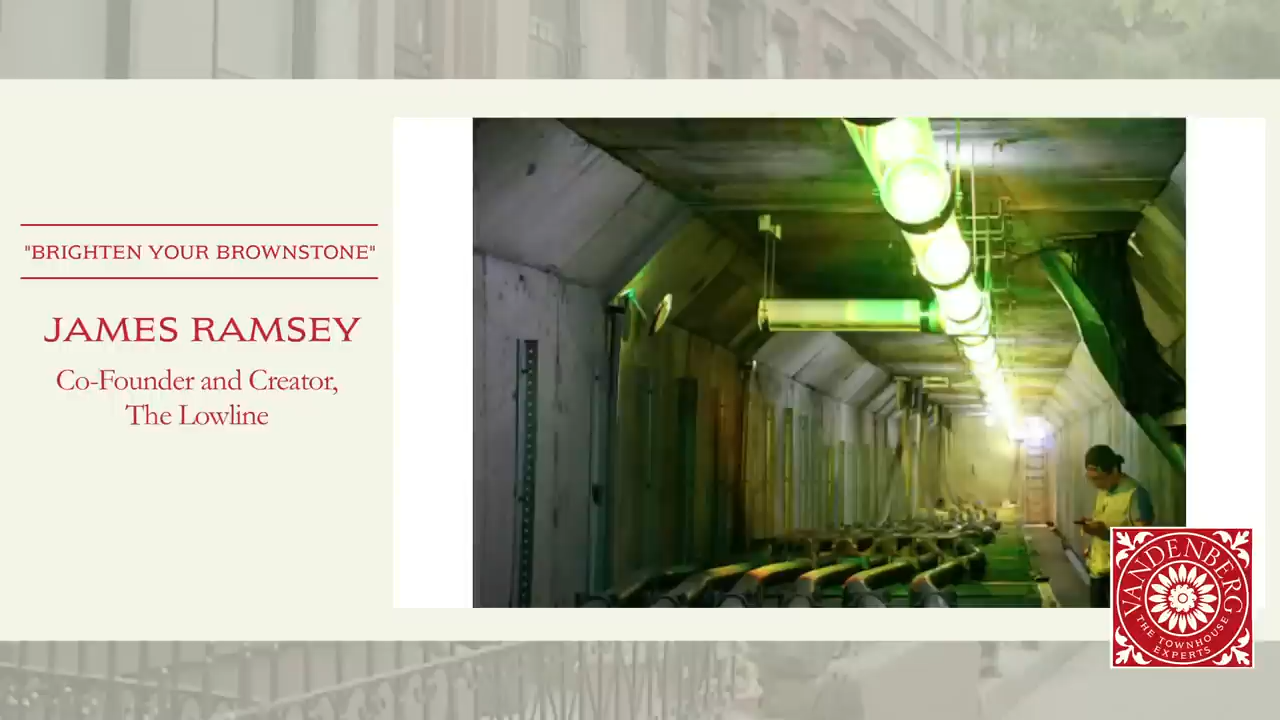 "BRIGHTEN YOUR BROWNSTONE"
JAMES RAMSEY
Co-Founder and Creator,
The Lowline
VANDENBERG
THE TOWNHOUSE
EXPERTS